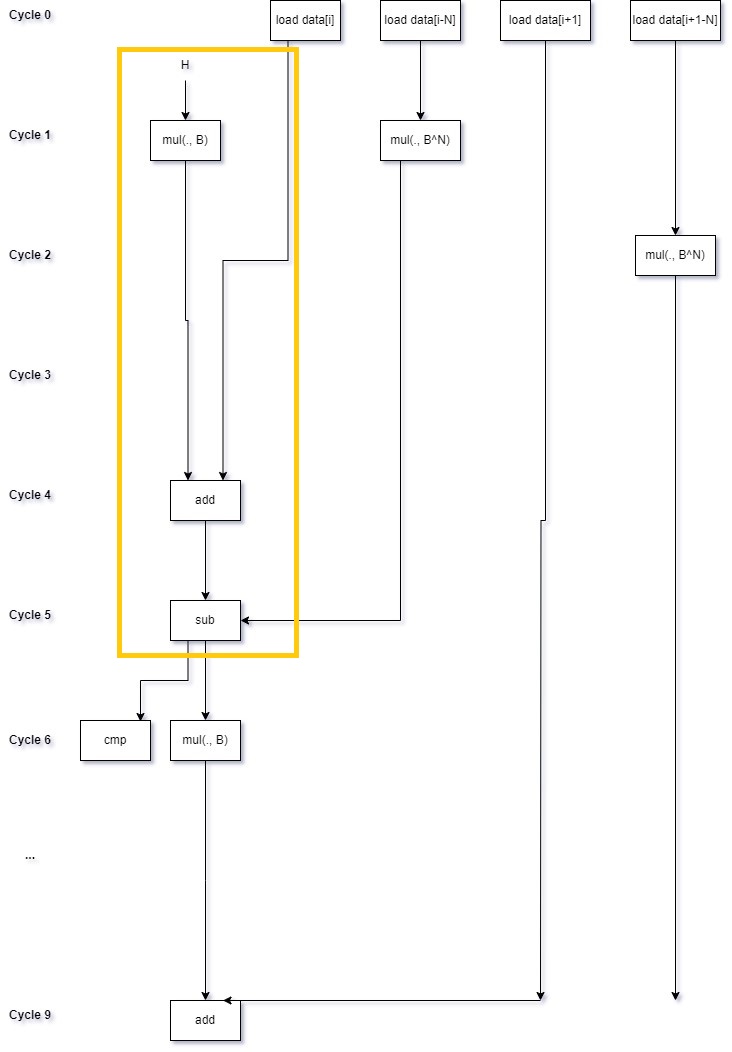 Cycle 0
load data[i]
load data[i-N]
load data[i+1]
load data[i+1-N]
H
Cycle 1
mul(., B)
mul(., B^N)
Cycle 2
mul(., B^N)
Cycle 3
Cycle 4
add
Cycle 5
sub
Cycle 6
cmp
mul(., B)
...
Cycle 9
add